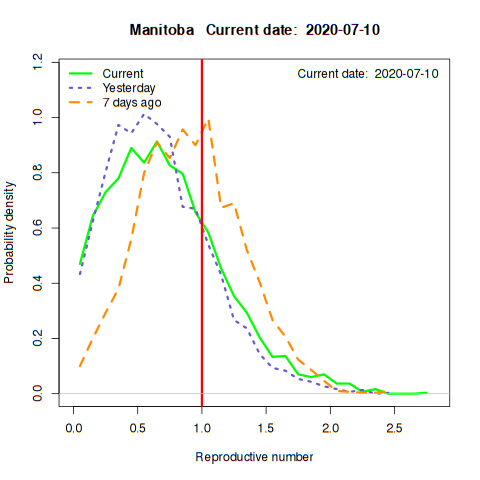 Manitoba Current date: 2020-07-10
Current
Yesterday
7 days ago
Current date: 2020-07-10
Probability density
0.0
0.2
0.4
0.6
0.8
1.0
1.2
0.0 0.5 1.0 1.5 2.0 2.5
Reproductive number